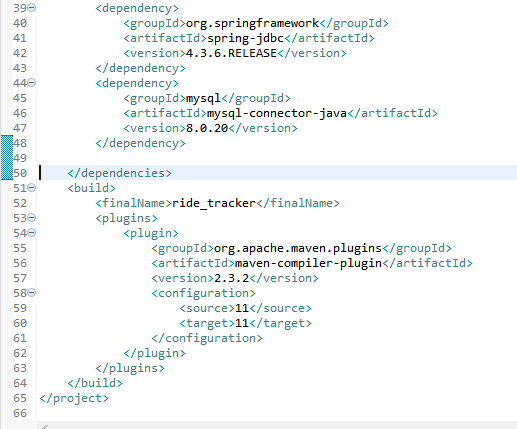 39 <dependency>
40 <groupId>org.springframework</groupId>
41 <artifactId>spring-jdbc</artifactId>
42 <version>4.3.6.RELEASE</version>
43 </dependency>
44 <dependency>
45 <groupId>mysql</groupId>
46 <artifactId>mysql-connector-java</artifactId>
47 <version>8.0.20</version>
48 </dependency>
49
50 </dependencies>
51 <build>
52 <finalName>ride_tracker</finalName>
53 <plugins>
54 <plugin>
55 <groupId>org.apache.maven.plugins</groupId>
56 <artifactId>maven-compiler-plugin</artifactId>
57 <version>2.3.2</version>
58 <configuration>
59 <source>11</source>
60 <target>11</target>
61 </configuration>
62 </plugin>
63 </plugins>
64 </build>
65 </project>
66